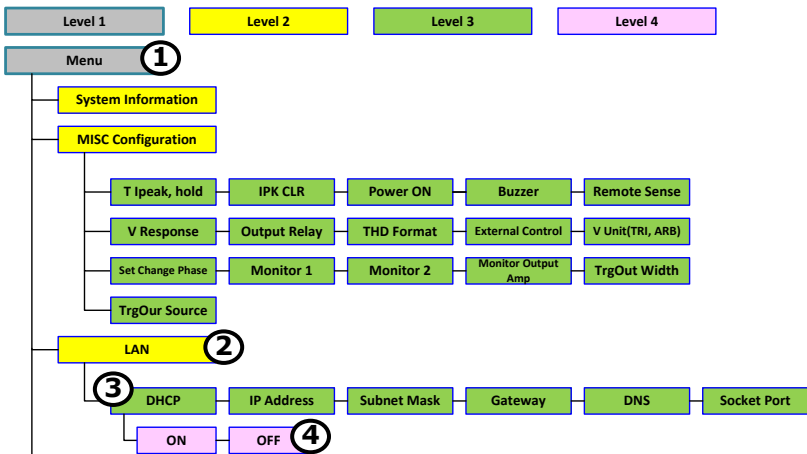 Level 1 Level 2 Level 3 Level 4
Menu 1
System Information
MISC Configuration
T Ipeak, hold IPK CLR Power ON Buzzer Remote Sense
V Response Output Relay THD Format External Control V Unit(TRI, ARB)
Set Change Phase Monitor 1 Monitor 2 Monitor Output Amp TrgOut Width
TrgOur Source
LAN 2
3 DHCP IP Address Subnet Mask Gateway DNS Socket Port
ON OFF 4